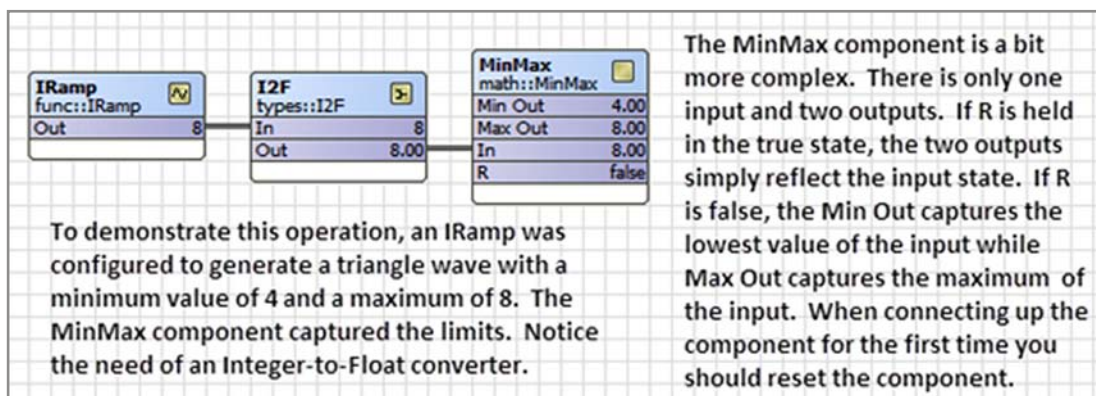 IRamp
func::IRamp
Out 8
I2F
types::I2F
In 8
Out 8.00
MinMax
math::MinMax
Min Out 4.00
Max Out 8.00
In 8.00
R false
To demonstrate this operation, an IRamp was
configured to generate a triangle wave with a
minimum value of 4 and a maximum of 8. The
MinMax component captured the limits. Notice
the need of an Integer-to-Float converter.
The MinMax component is a bit
more complex. There is only one
input and two outputs. If R is held
in the true state, the two outputs
simply reflect the input state. If R
is false, the Min Out captures the
lowest value of the input while
Max Out captures the maximum of
the input. When connecting up the
component for the first time you
should reset the component.